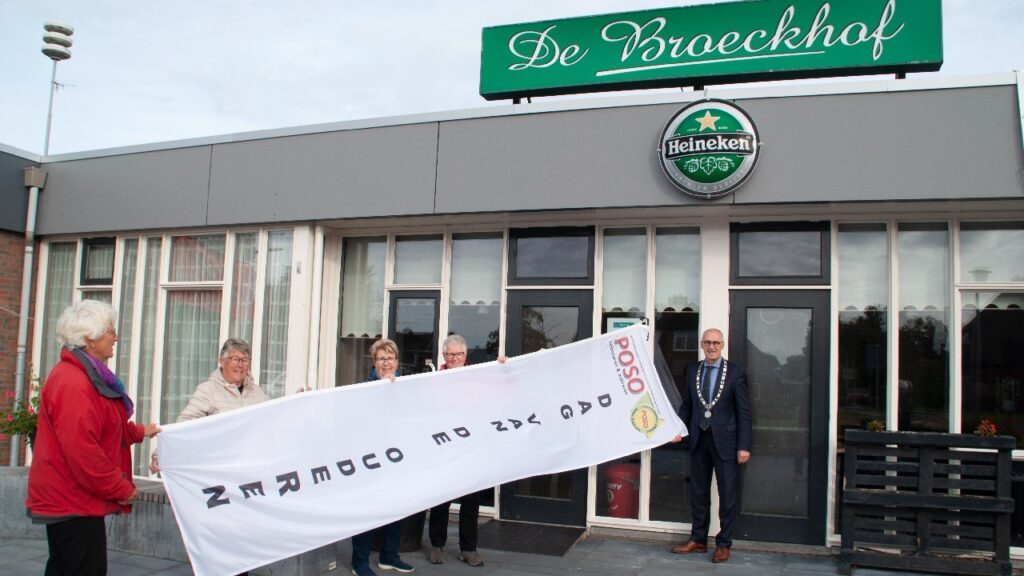 De Broeckhof
Heineken
POSO
DAG VAN DE OUDEREN